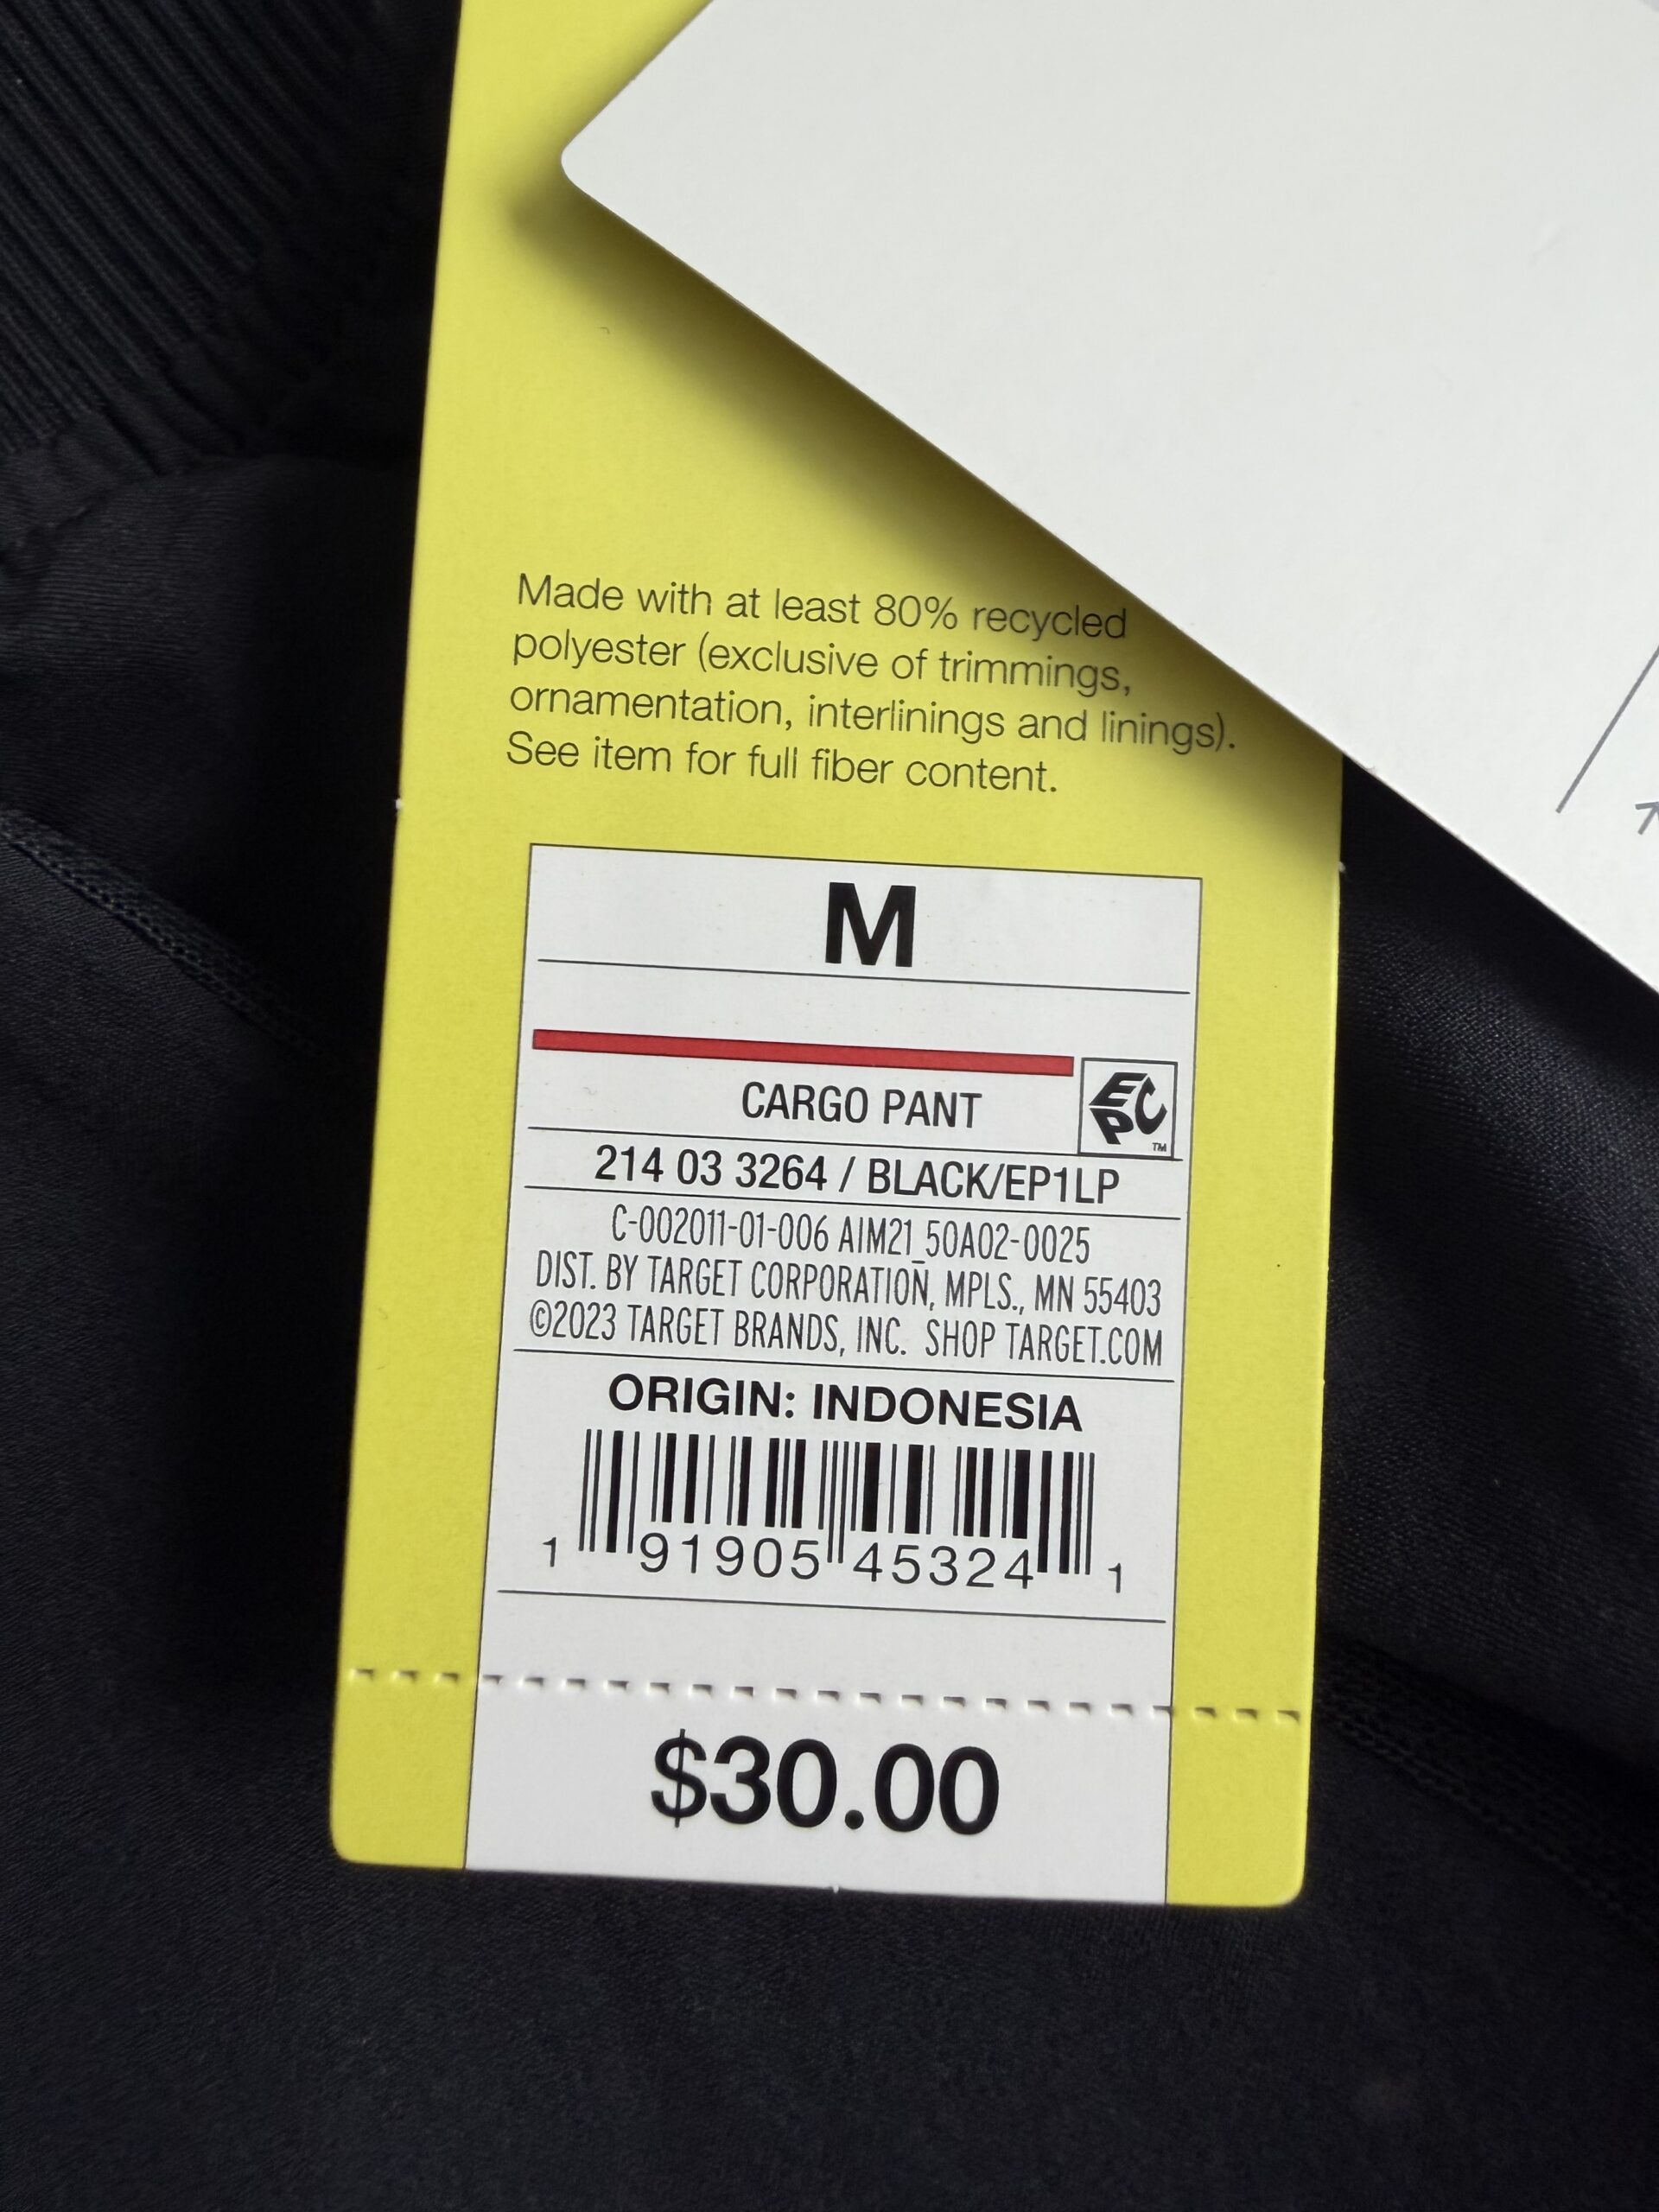 Made with at least 80% recycled
polyester (exclusive of trimmings,
ornamentation, interlinings and linings).
See item for full fiber content.
M
CARGO PANT
EPC™
214 03 3264 / BLACK/EP1LP
C-002011-01-006 AIM21_50A02-0025
DIST. BY TARGET CORPORATION, MPLS., MN 55403
©2023 TARGET BRANDS, INC. SHOP TARGET.COM
ORIGIN: INDONESIA
1 91905 45324 1
$30.00